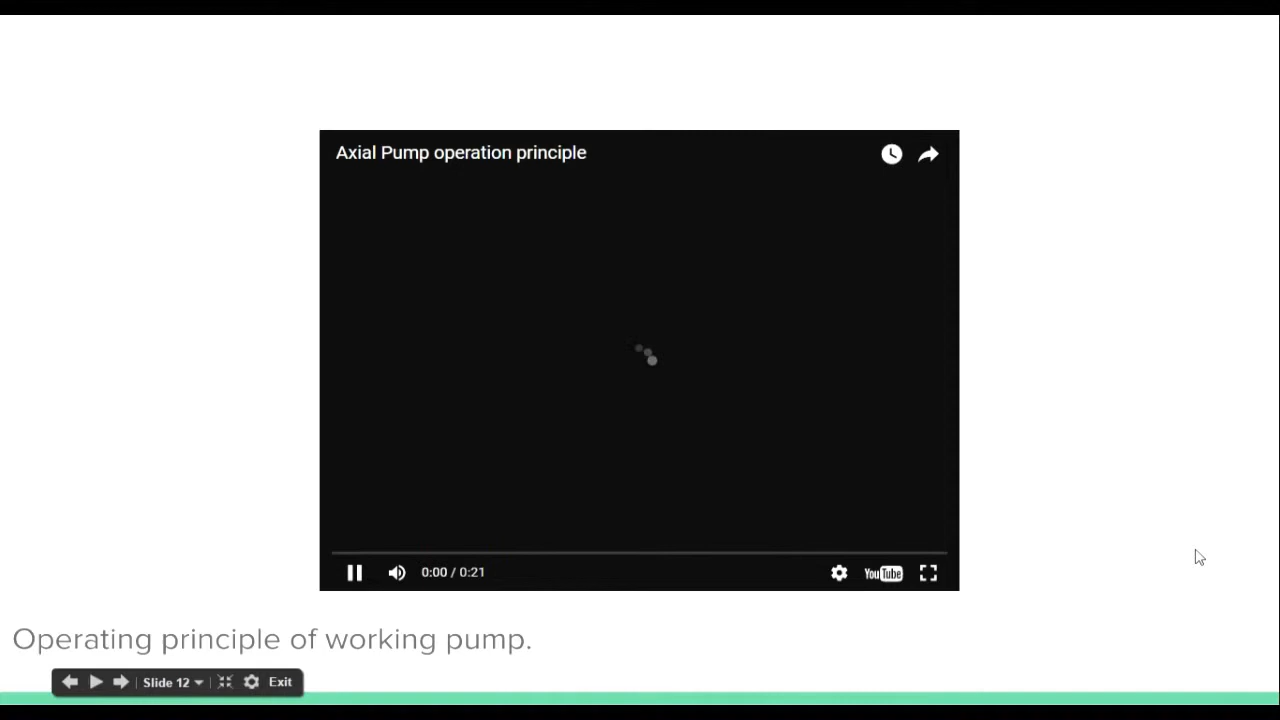 Axial Pump operation principle
0:00 / 0:21
YouTube
Operating principle of working pump.
Slide 12
Exit